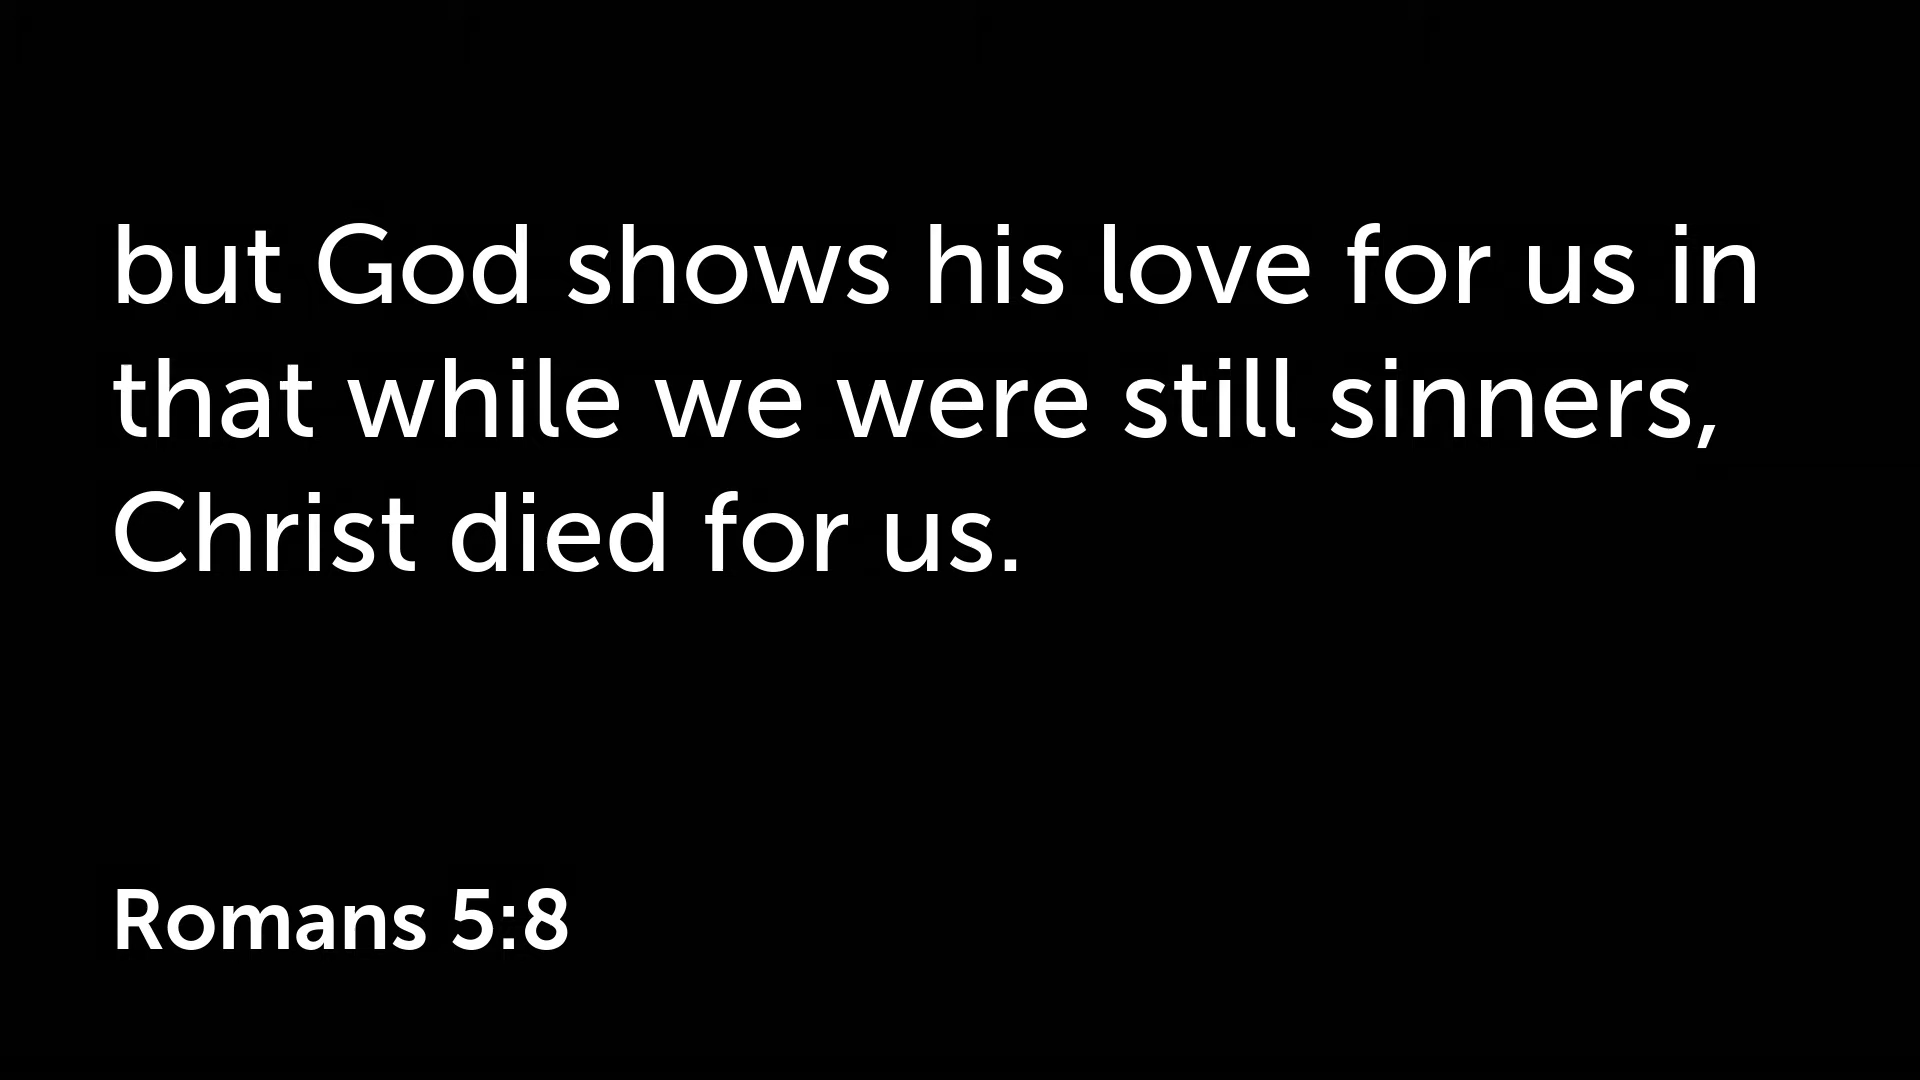 but God shows his love for us in
that while we were still sinners,
Christ died for us.
Romans 5:8